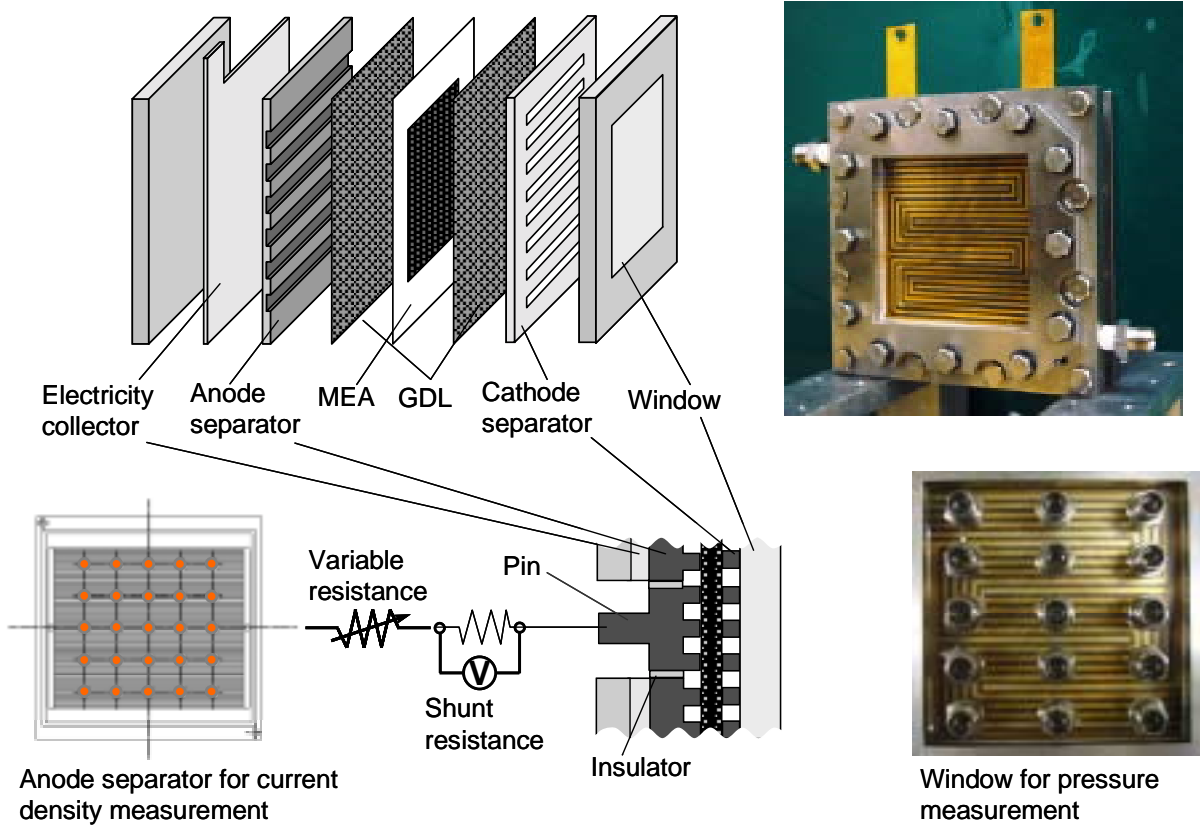 Electricity
collector
Anode
separator
MEA
GDL
Cathode
separator
Window
Variable
resistance
Pin
V
Shunt
resistance
Insulator
Anode separator for current
density measurement
Window for pressure
measurement